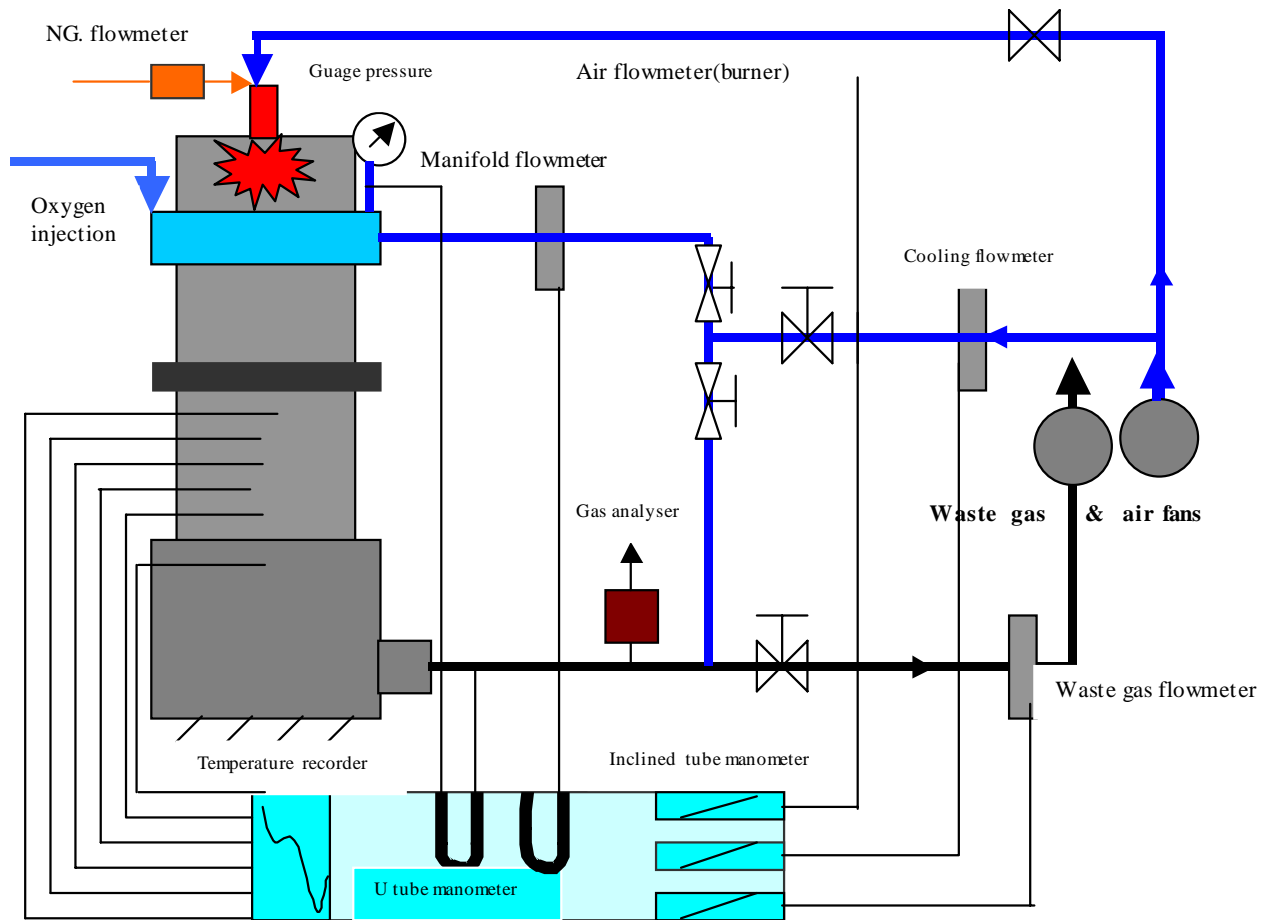 NG. flowmeter
Guage pressure
Air flowmeter(burner)
Manifold flowmeter
Oxygen
injection
Cooling flowmeter
Gas analyser
Waste gas & air fans
Waste gas flowmeter
Temperature recorder
Inclined tube manometer
U tube manometer